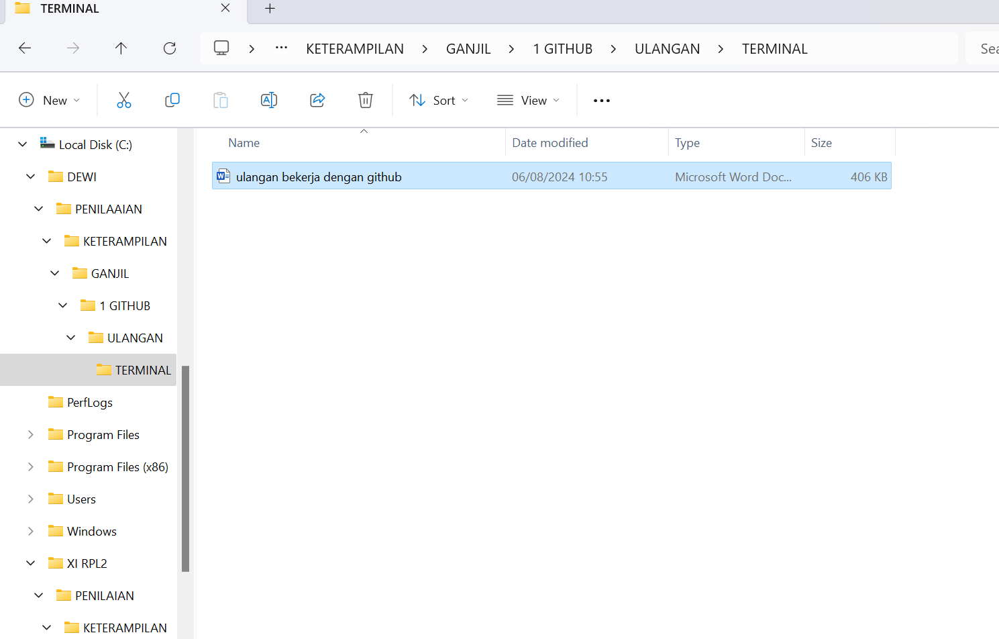 TERMINAL
KETERAMPILAN > GANJIL > 1 GITHUB > ULANGAN > TERMINAL
New
Sort
View
Local Disk (C:)
DEWI
PENILAAIAN
KETERAMPILAN
GANJIL
1 GITHUB
ULANGAN
TERMINAL
PerfLogs
Program Files
Program Files (x86)
Users
Windows
XI RPL2
PENILAIAN
KETERAMPILAN
Name Date modified Type Size
ulangan bekerja dengan github 06/08/2024 10:55 Microsoft Word Doc... 406 KB